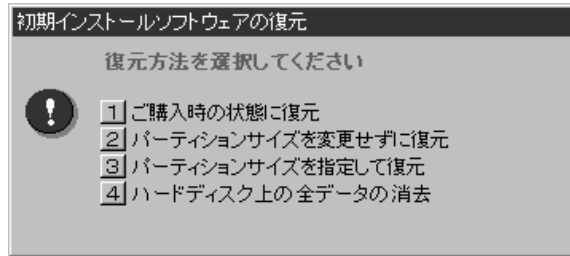 初期インストールソフトウェアの復元
復元方法を選択してください
1 ご購入時の状態に復元
2 パーティションサイズを変更せずに復元
3 パーティションサイズを指定して復元
4 ハードディスク上の全データの消去